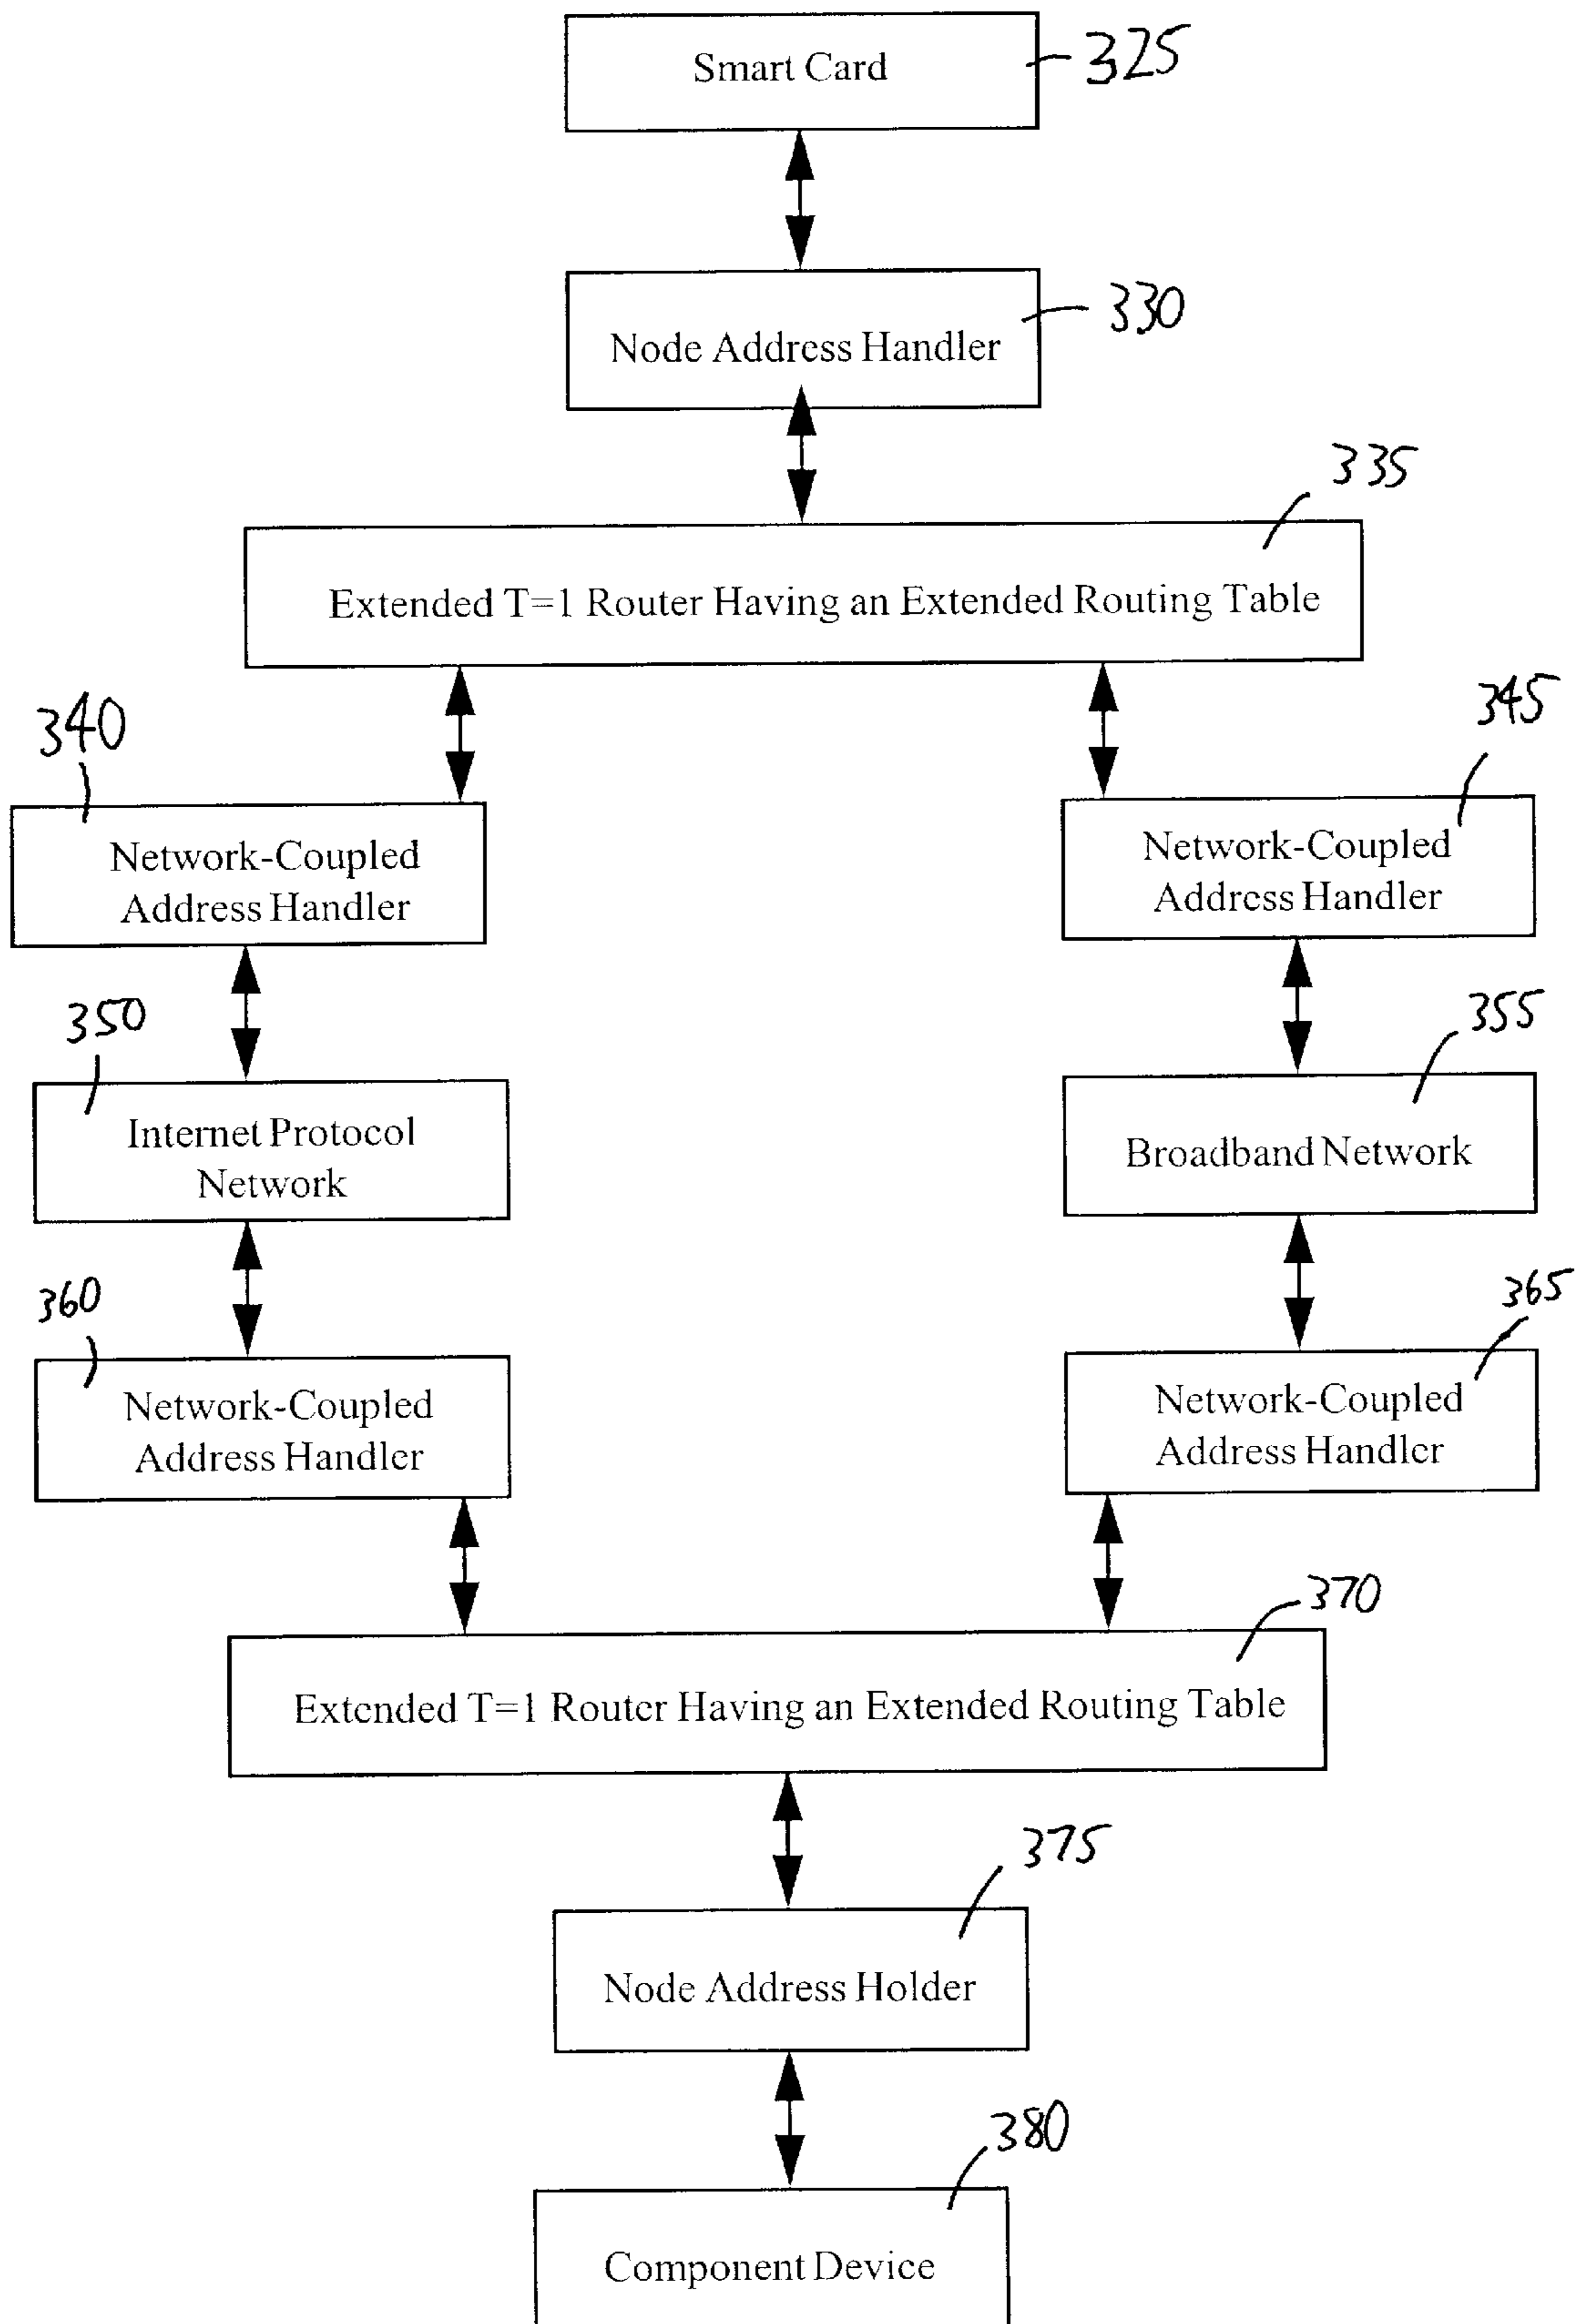 Smart Card
325
Node Address Handler
330
335
Extended T=1 Router Having an Extended Routing Table
340
345
Network-Coupled
Address Handler
Network-Coupled
Address Handler
350
355
Internet Protocol
Network
Broadband Network
360
365
Network-Coupled
Address Handler
Network-Coupled
Address Handler
370
Extended T=1 Router Having an Extended Routing Table
375
Node Address Holder
380
Component Device